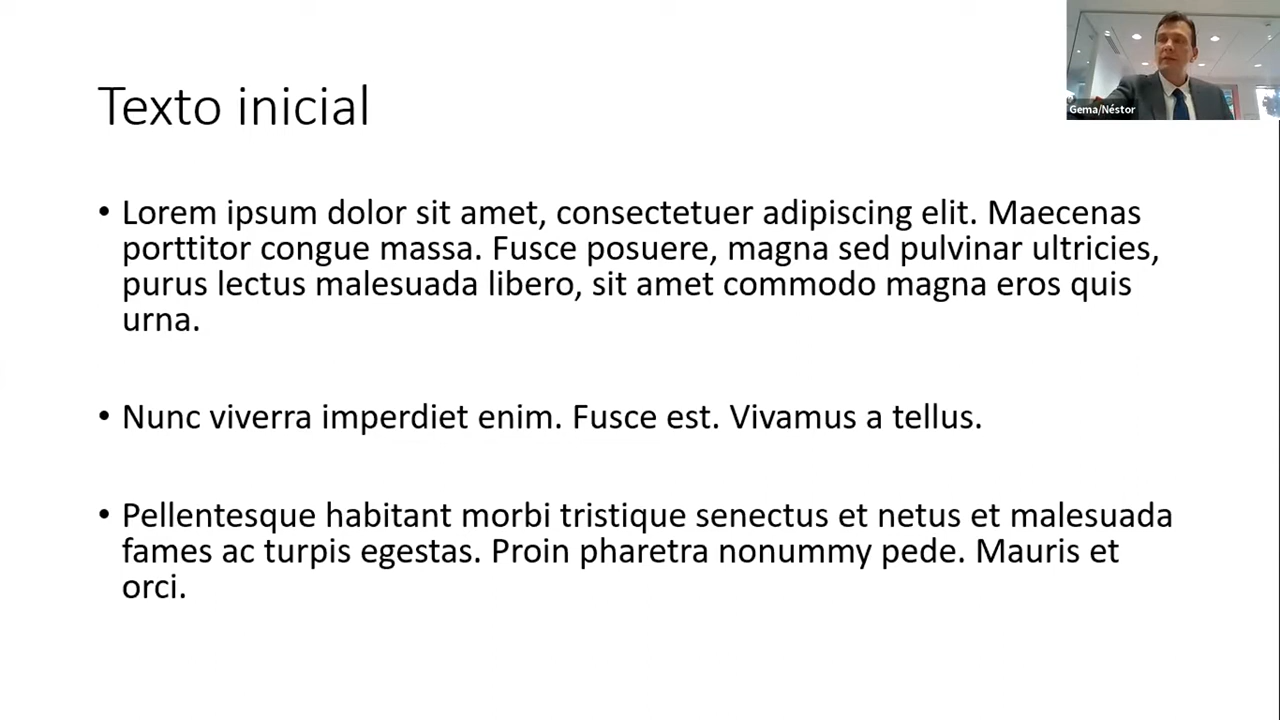 Texto inicial
Gema/Néstor
• Lorem ipsum dolor sit amet, consectetuer adipiscing elit. Maecenas
porttitor congue massa. Fusce posuere, magna sed pulvinar ultricies,
purus lectus malesuada libero, sit amet commodo magna eros quis
urna.
• Nunc viverra imperdiet enim. Fusce est. Vivamus a tellus.
• Pellentesque habitant morbi tristique senectus et netus et malesuada
fames ac turpis egestas. Proin pharetra nonummy pede. Mauris et
orci.